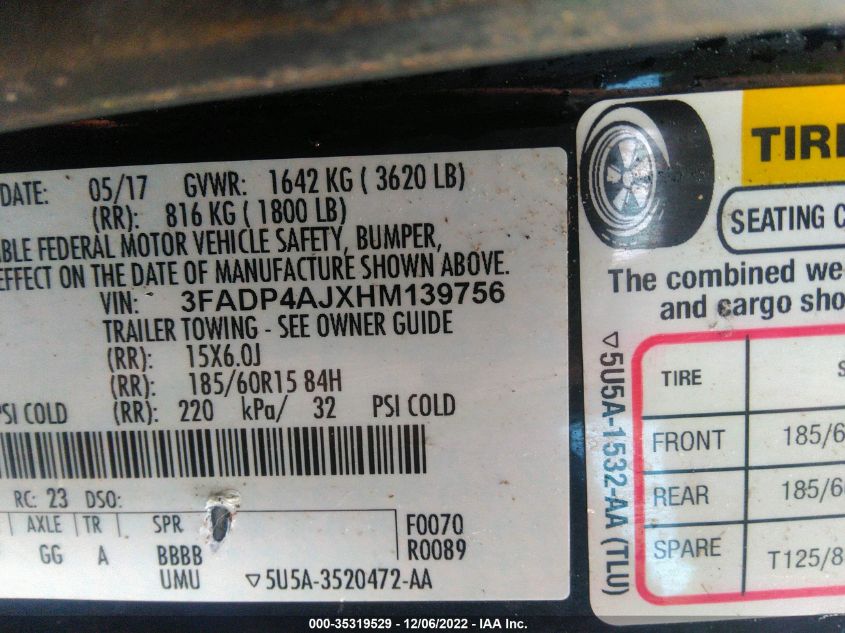 DATE: 05/17 GVWR: 1642 KG ( 3620 LB)
(RR): 816 KG ( 1800 LB)
ABLE FEDERAL MOTOR VEHICLE SAFETY, BUMPER,
EFFECT ON THE DATE OF MANUFACTURE SHOWN ABOVE.
VIN: 3FADP4AJXHM139756
TRAILER TOWING - SEE OWNER GUIDE
(RR): 15X6.0J
(RR): 185/60R15 84H
PSI COLD (RR): 220 kPa/ 32 PSI COLD
RC: 23 DSO:
AXLE TR SPR F0070
GG A BBBB R0089
UMU ▽5U5A-3520472-AA
TIRE
SEATING C
The combined we
and cargo sho
▽5U5A-1532-AA (TLU)
TIRE S
FRONT 185/6
REAR 185/60
SPARE T125/8
000-35319529 - 12/06/2022 - IAA Inc.